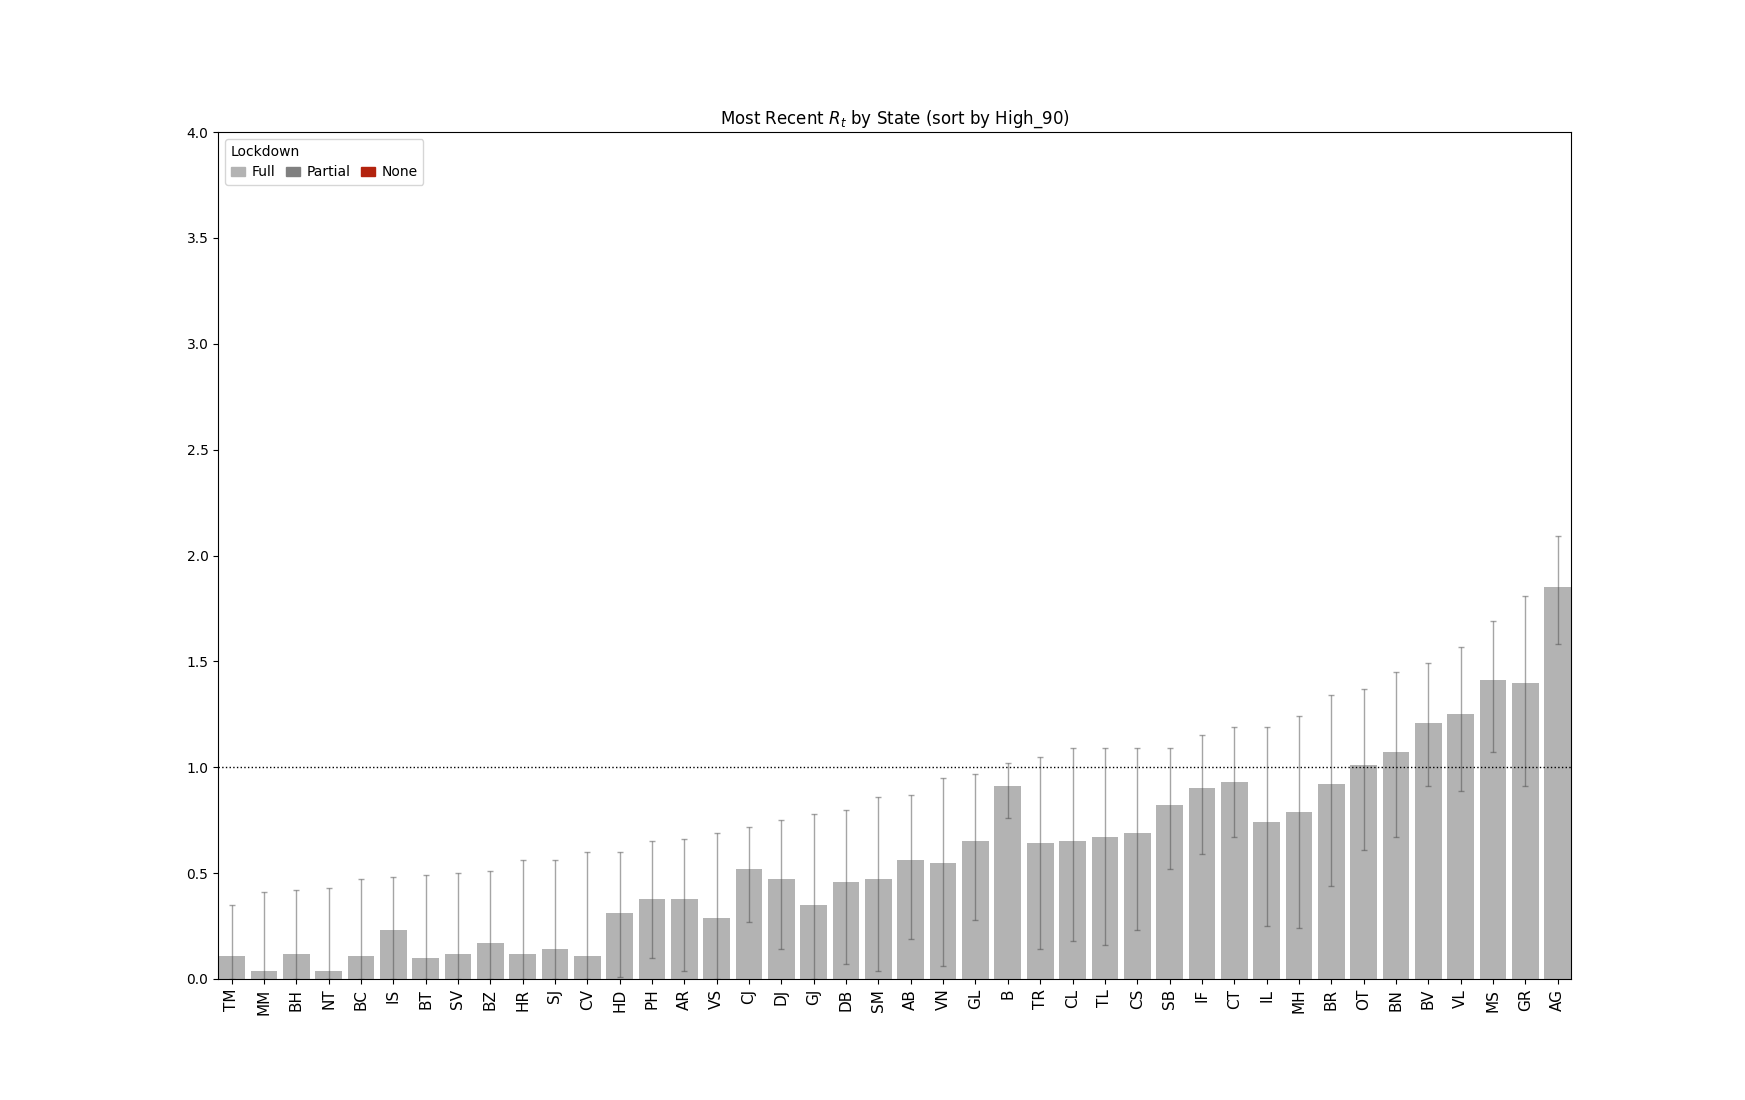 Most Recent R_t by State (sort by High_90)
Lockdown
Full Partial None
4.0
3.5
3.0
2.5
2.0
1.5
1.0
0.5
0.0
TM MM BH NT BC IS BT SV BZ HR SJ CV HD PH AR VS CJ DJ GJ DB SM AB VN GL B TR CL TL CS SB IF CT IL MH BR OT BN BV VL MS GR AG